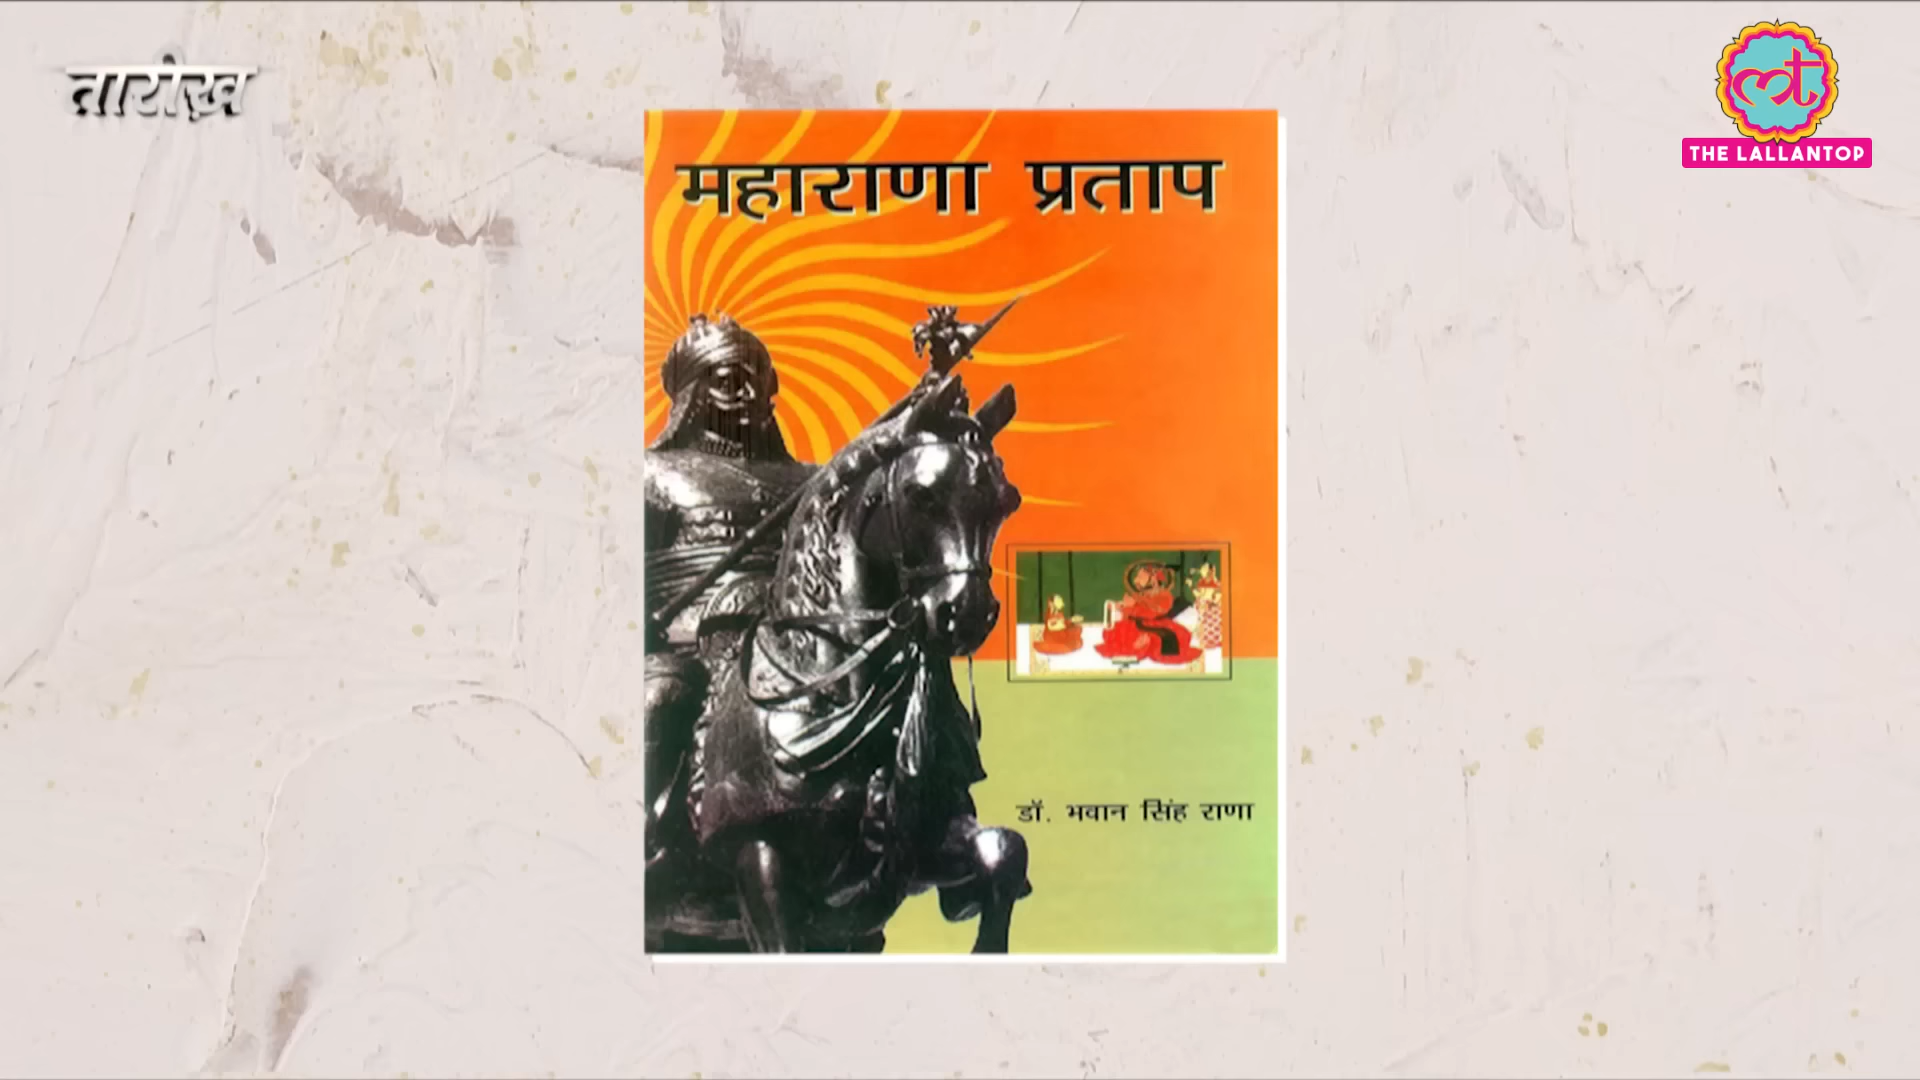 तारीख़
THE LALLANTOP
महाराणा प्रताप
डॉ. भवान सिंह राणा